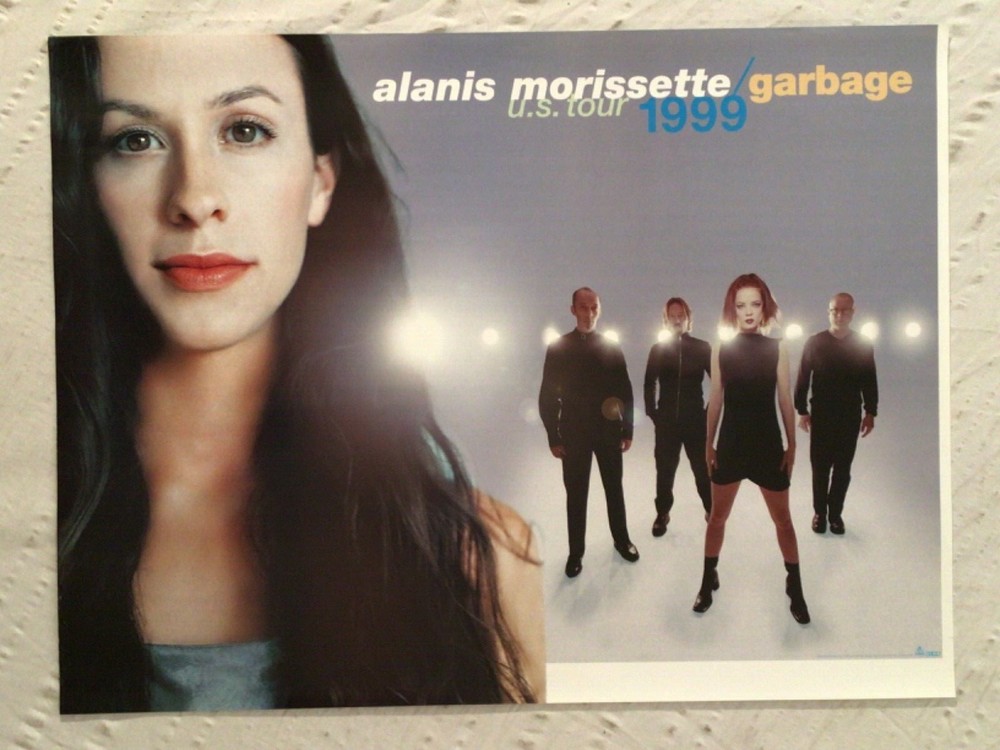 alanis morissette/garbage
u.s. tour 1999